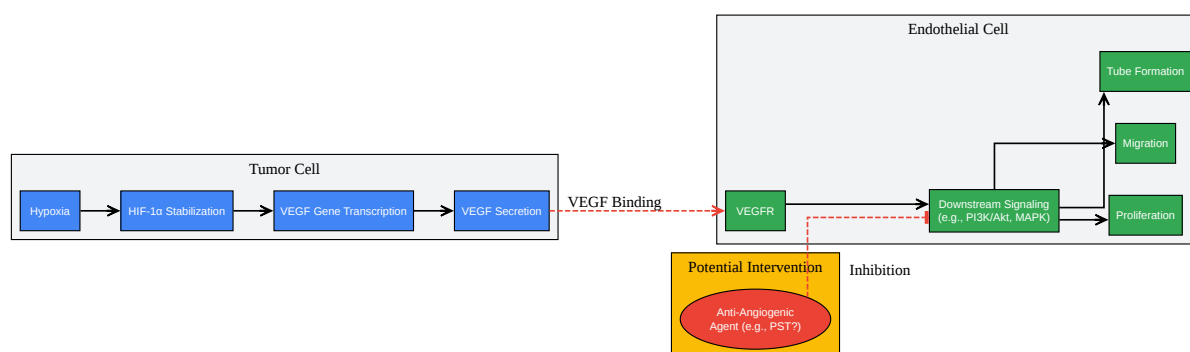 Tumor Cell
Hypoxia
HIF-1α Stabilization
VEGF Gene Transcription
VEGF Secretion
VEGF Binding
Endothelial Cell
VEGFR
Downstream Signaling
(e.g., PI3K/Akt, MAPK)
Tube Formation
Migration
Proliferation
Potential Intervention
Inhibition
Anti-Angiogenic
Agent (e.g., PST?)